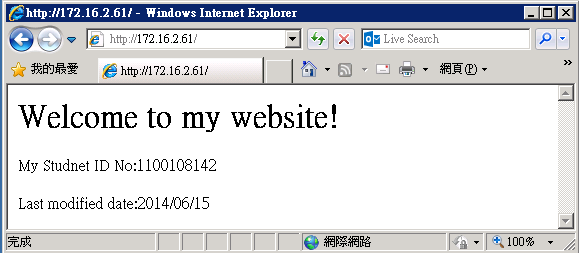 http://172.16.2.61/ - Windows Internet Explorer
http://172.16.2.61/
Live Search
我的最愛
http://172.16.2.61/
網頁(P)
»
Welcome to my website!
My Studnet ID No:1100108142
Last modified date:2014/06/15
完成
網際網路
100%